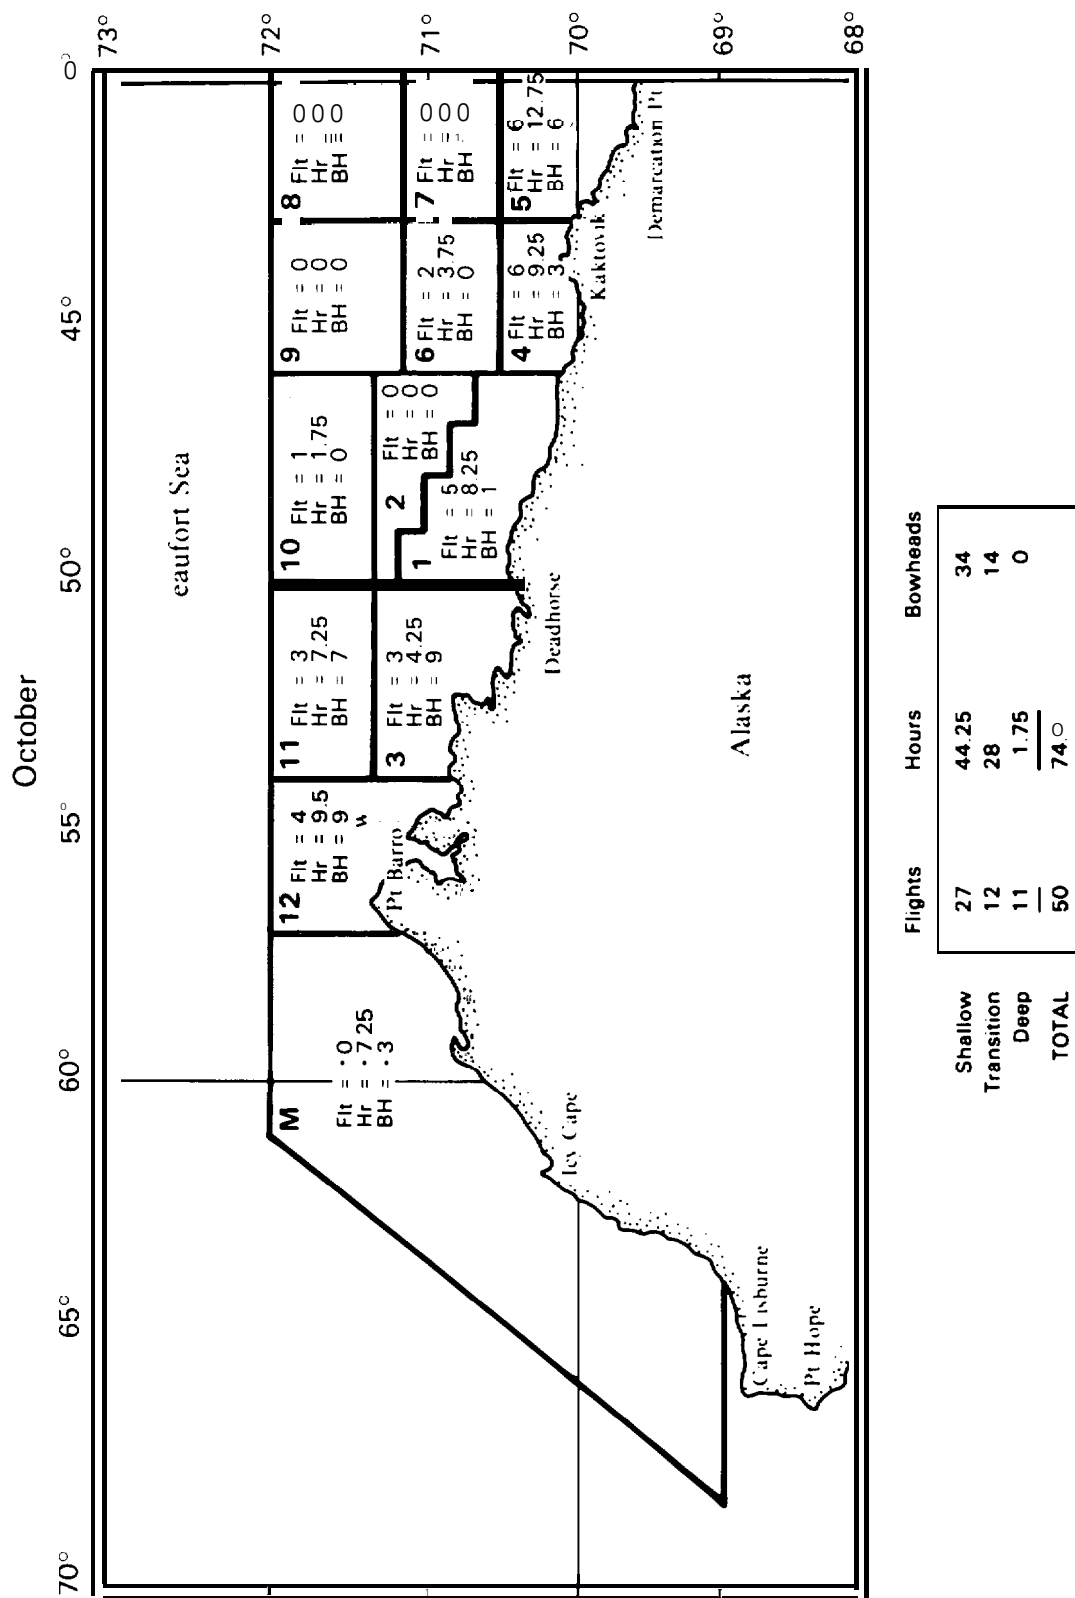 October
70°
65°
60°
55°
50°
45°
0°
73°
72°
71°
70°
69°
68°
eaufort Sea
M
Flt = ·0
Hr = ·7 25
BH = ·3
12
Flt = 4
Hr = 9.5
BH = 9
w
11
Flt = 3
Hr = 7.25
BH = 7
10
Flt = 1
Hr = 1.75
BH = 0
9
Flt = 0
Hr = 0
BH = 0
8
Flt = 000
Hr = 000
BH = 000
3
Flt = 3
Hr = 4.25
BH = 9
2
Flt = 0
Hr = 0
BH = 0
1
Flt = 5
Hr = 8.25
BH = 1
6
Flt = 2
Hr = 3.75
BH = 0
7
Flt = 000
Hr = 000
BH = 000
4
Flt = 6
Hr = 9.25
BH = 3
5
Flt = 6
Hr = 12.75
BH = 6
Pt Barro
Deadhorse
Kaktovik
Demarcation Pt
Icy Cape
Cape Lisburne
Pt Hope
Alaska
Flights Hours Bowheads
Shallow 27 44.25 34
Transition 12 28 14
Deep 11 1.75 0
TOTAL 50 74.0